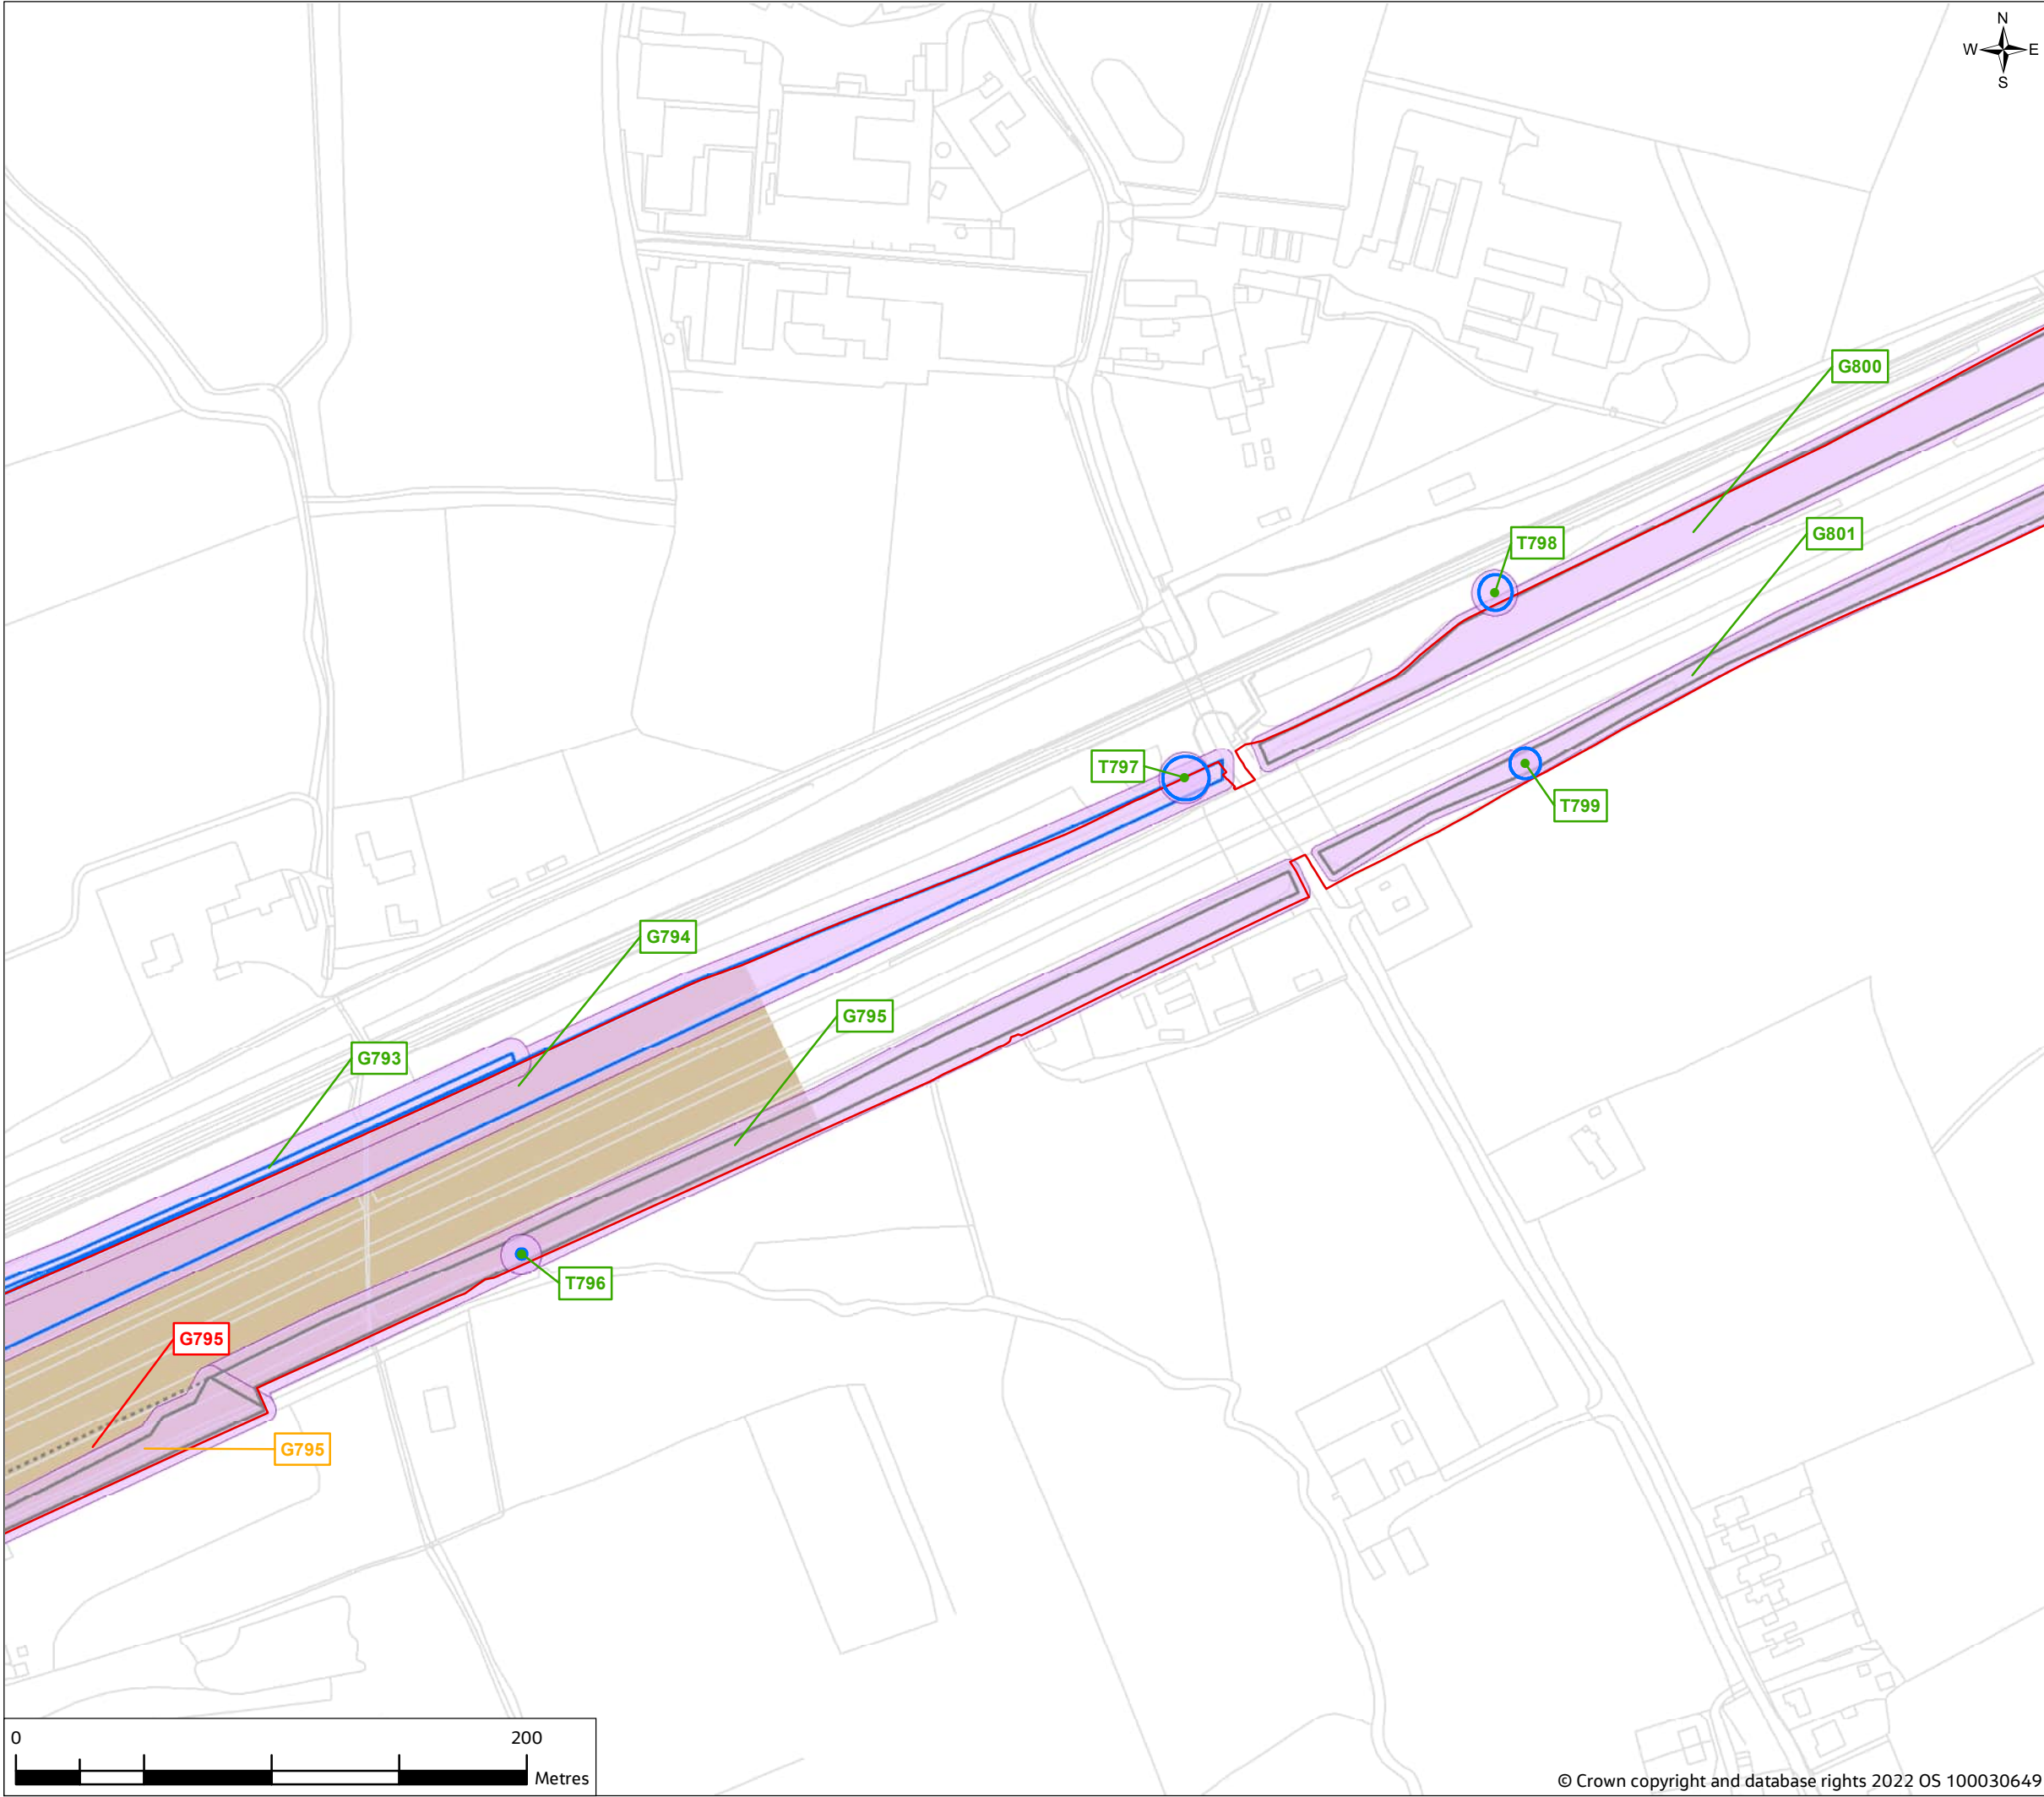 N
W E
S
G800
G801
T798
T797
T799
G794
G795
G793
T796
G795
G795
0 200
Metres
© Crown copyright and database rights 2022 OS 100030649